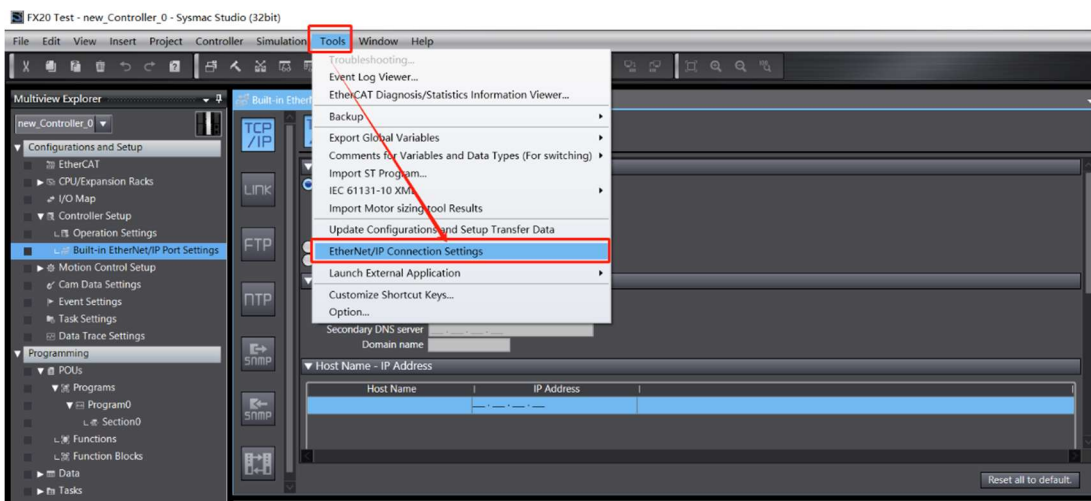 FX20 Test - new_Controller_0 - Sysmac Studio (32bit)
File Edit View Insert Project Controller Simulation Tools Window Help
Multiview Explorer
new_Controller_0
Configurations and Setup
EtherCAT
CPU/Expansion Racks
I/O Map
Controller Setup
Operation Settings
Built-in EtherNet/IP Port Settings
Motion Control Setup
Cam Data Settings
Event Settings
Task Settings
Data Trace Settings
Programming
POUs
Programs
Program0
Section0
Functions
Function Blocks
Data
Tasks
Built-in Ether
TCP
/IP
LINK
FTP
NTP
SNMP
SNMP
Troubleshooting...
Event Log Viewer...
EtherCAT Diagnosis/Statistics Information Viewer...
Backup
Export Global Variables
Comments for Variables and Data Types (For switching)
Import ST Program...
IEC 61131-10 XML
Import Motor sizing tool Results
Update Configurations and Setup Transfer Data
EtherNet/IP Connection Settings
Launch External Application
Customize Shortcut Keys...
Option...
Secondary DNS server
Domain name
Host Name - IP Address
Host Name IP Address
Reset all to default.